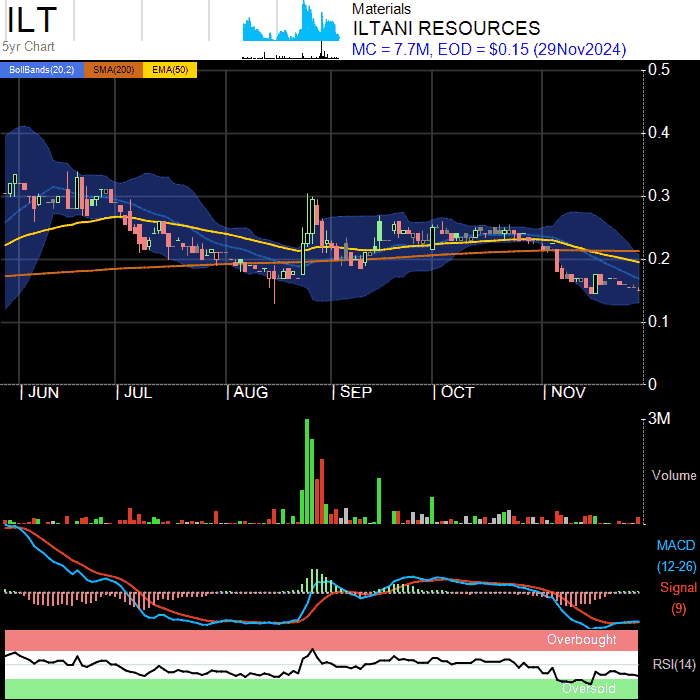 ILT
5yr Chart
Materials
ILTANI RESOURCES
MC = 7.7M, EOD = $0.15 (29Nov2024)
BollBands(20,2) SMA(200) EMA(50)
0.5
0.4
0.3
0.2
0.1
0
JUN JUL AUG SEP OCT NOV
3M
Volume
MACD
(12-26)
Signal
(9)
Overbought
RSI(14)
Oversold